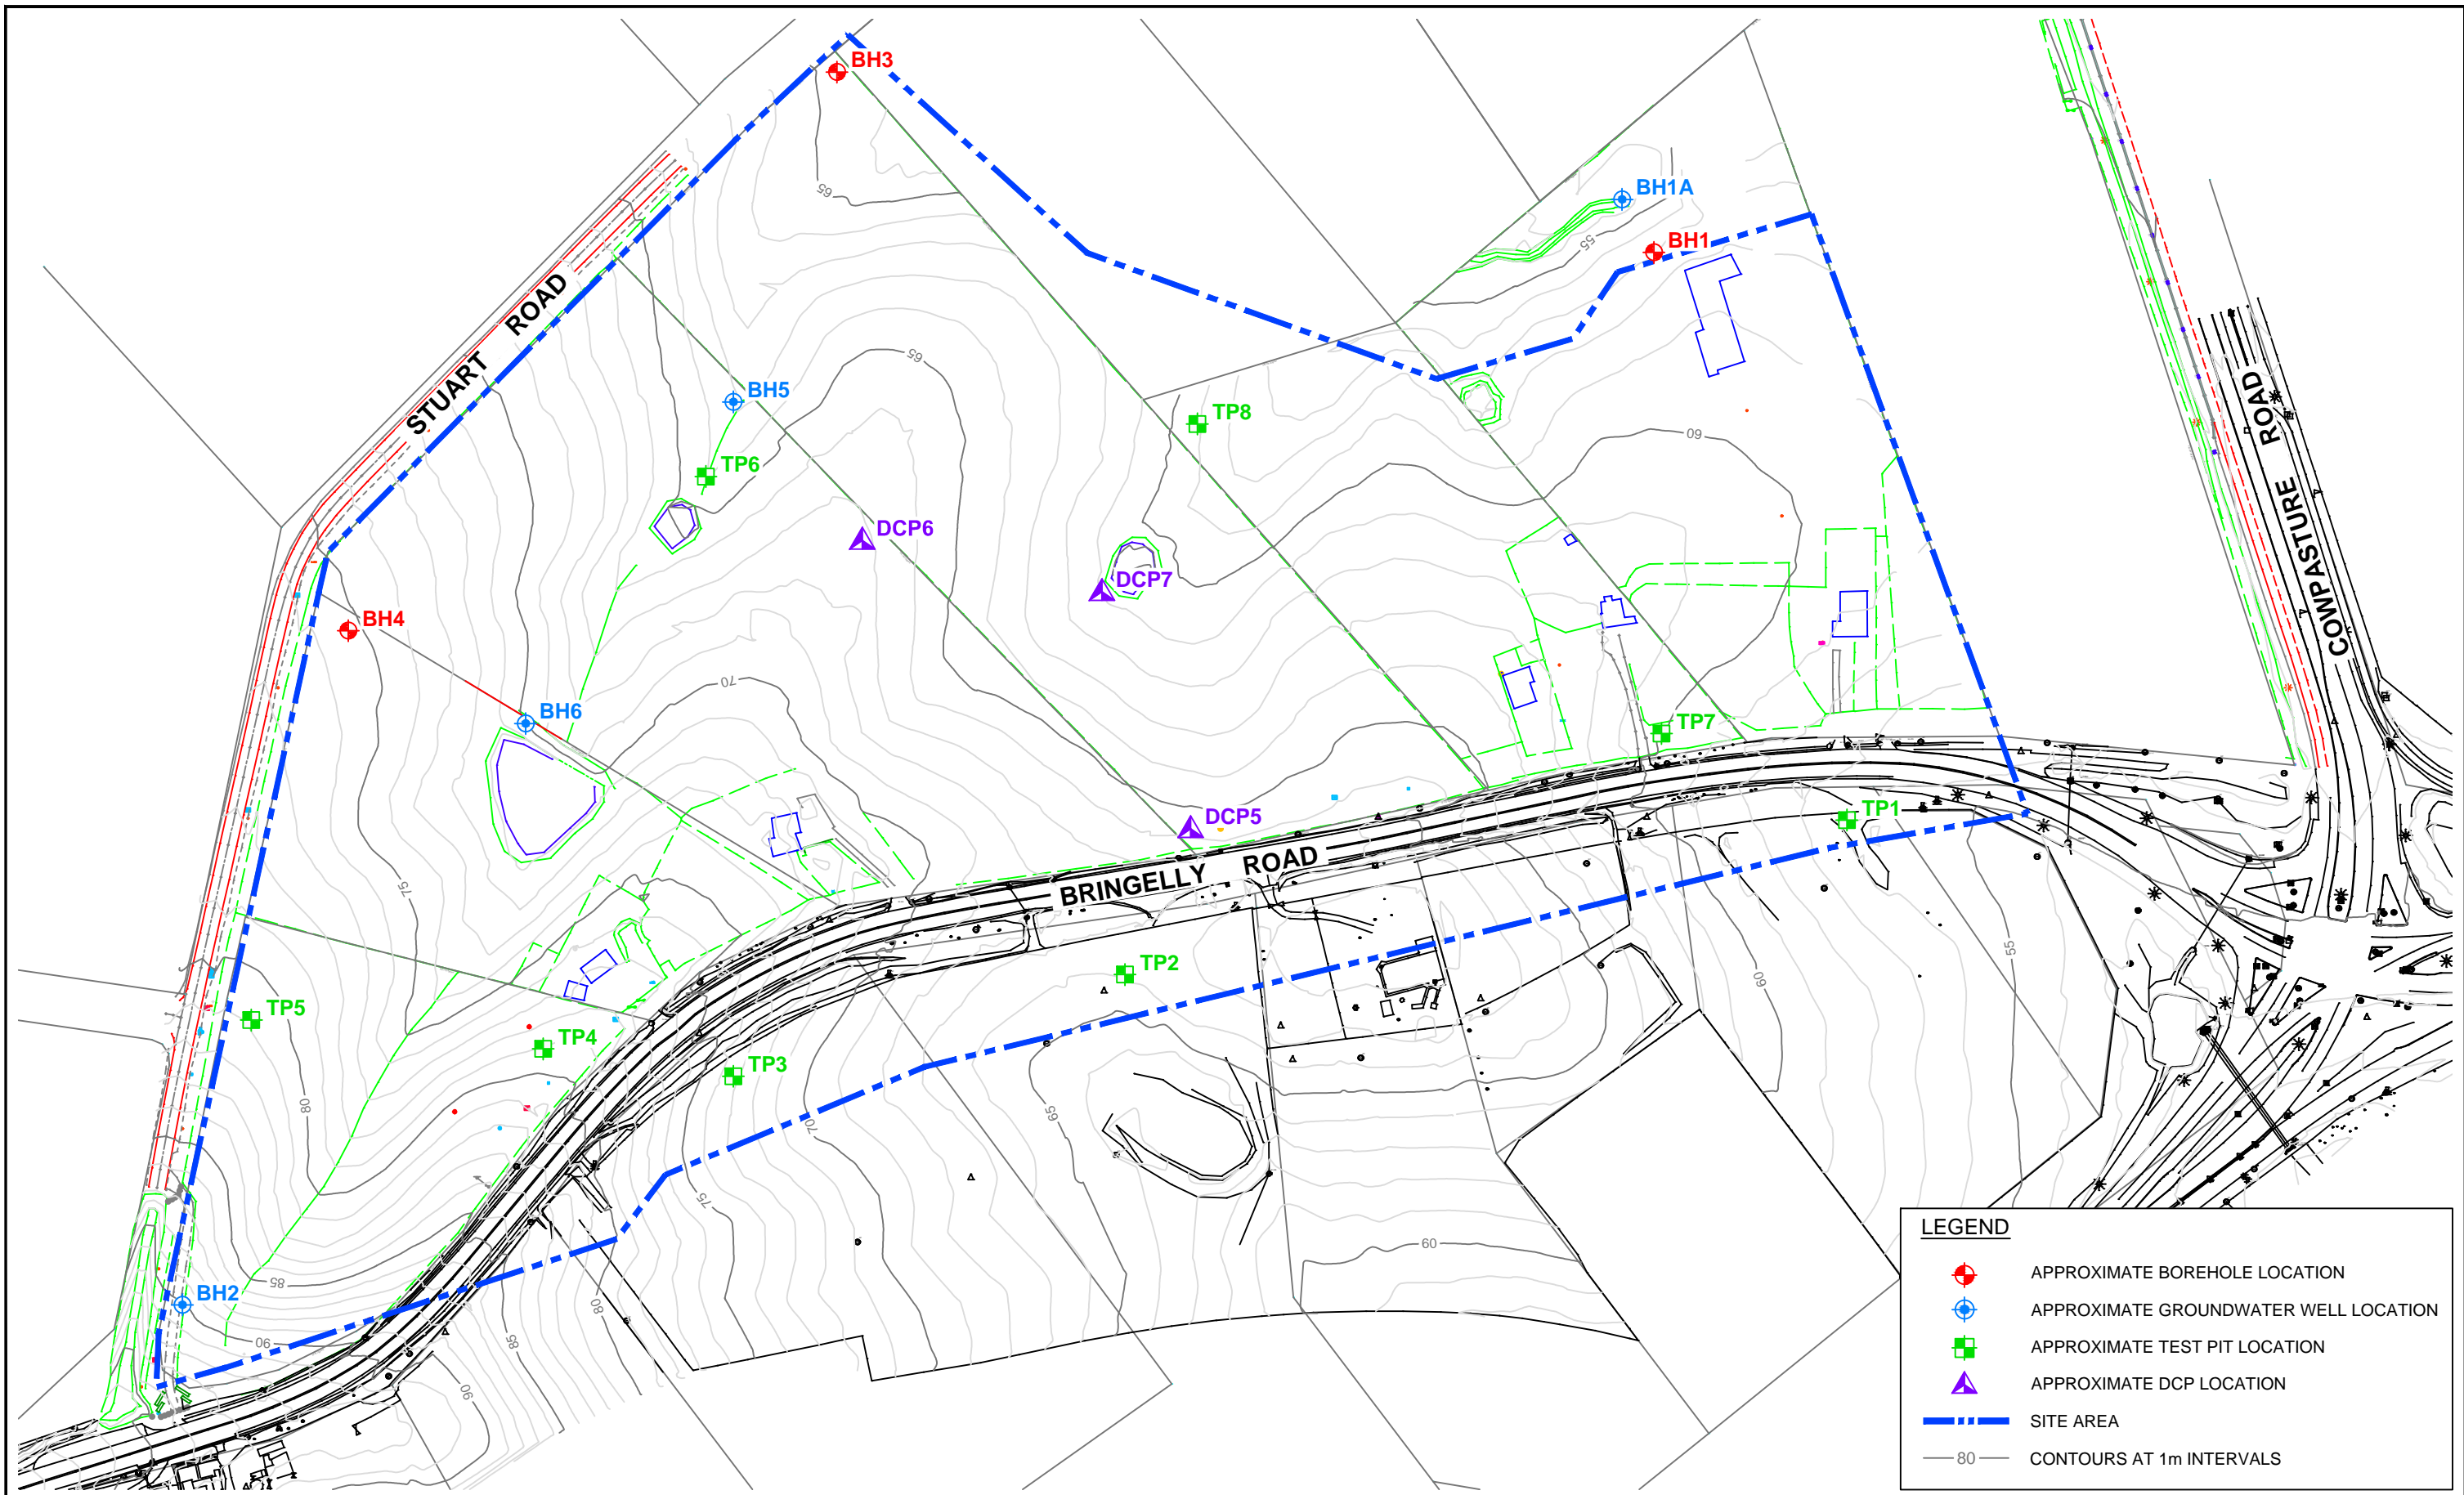 BH3
65
BH1A
55
BH1
STUART ROAD
65
BH5
TP8
COWPASTURE ROAD
60
TP6
DCP6
DCP7
BH4
70
BH6
TP7
DCP5
TP1
BRINGELLY ROAD
75
TP2
55
60
TP5
TP4
TP3
80
65
70
75
85
BH2
80
60
90
85
90
LEGEND
APPROXIMATE BOREHOLE LOCATION
APPROXIMATE GROUNDWATER WELL LOCATION
APPROXIMATE TEST PIT LOCATION
APPROXIMATE DCP LOCATION
SITE AREA
80 CONTOURS AT 1m INTERVALS